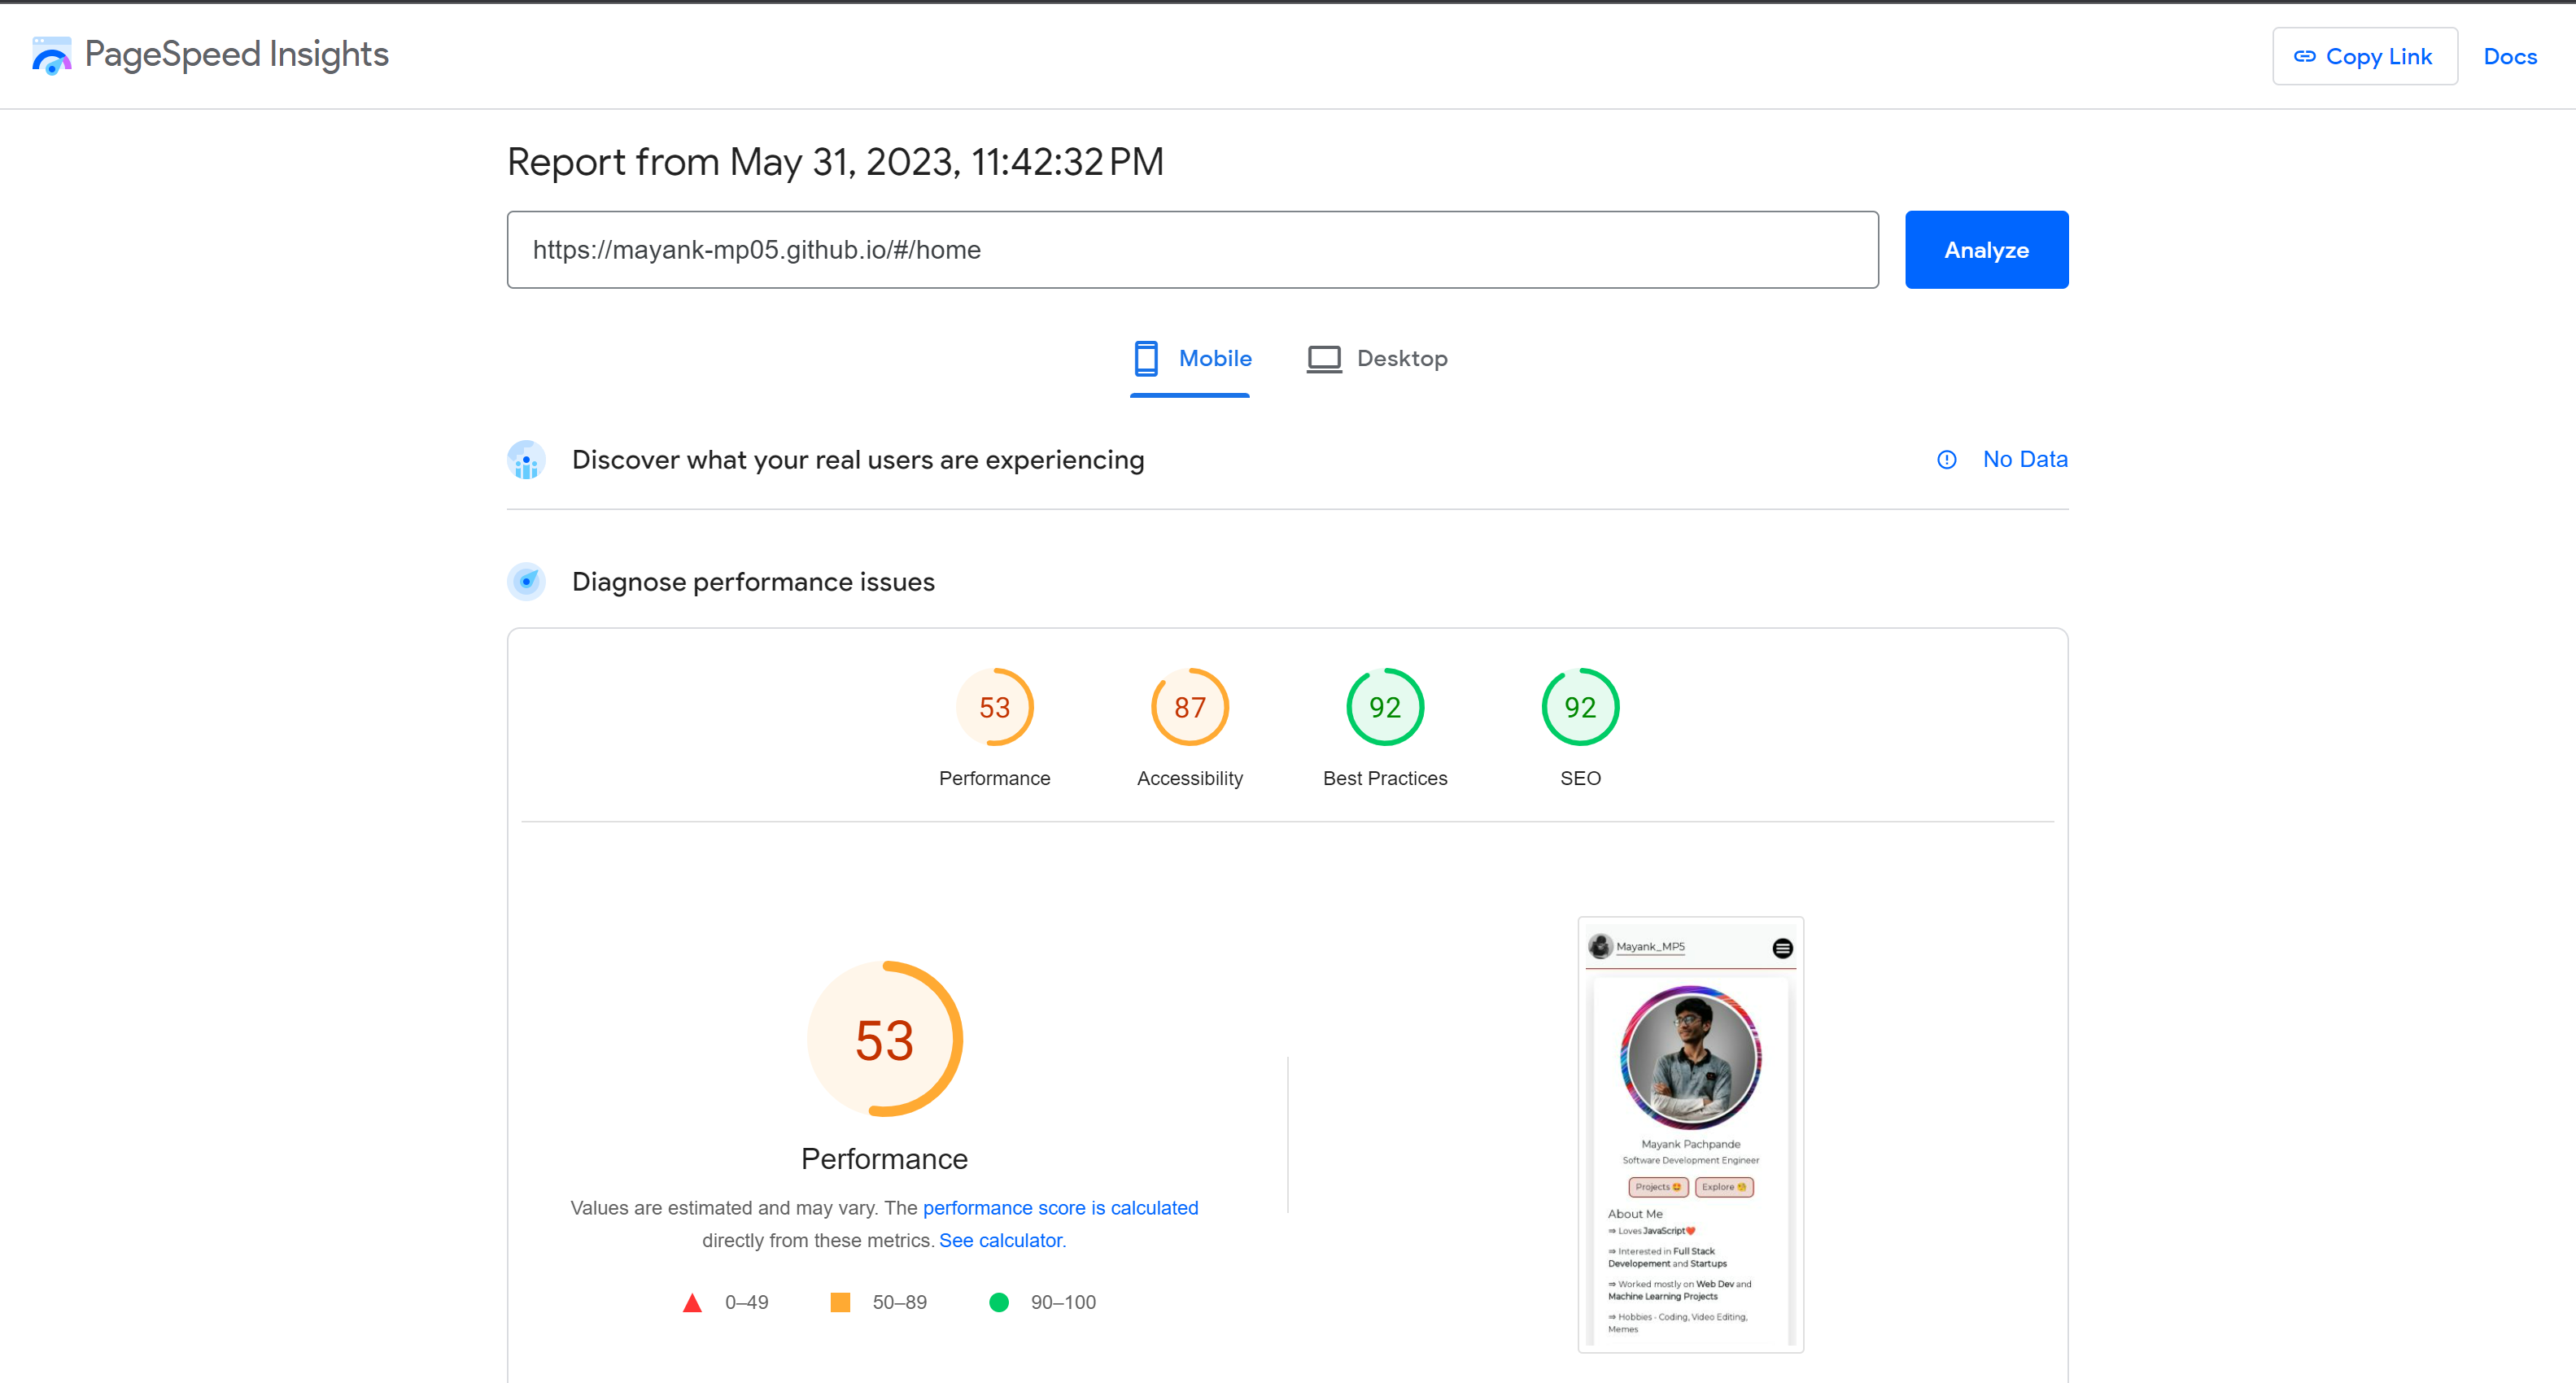 PageSpeed Insights
Copy Link
Docs
Report from May 31, 2023, 11:42:32 PM
https://mayank-mp05.github.io/#/home
Analyze
Mobile
Desktop
Discover what your real users are experiencing
No Data
Diagnose performance issues
53
Performance
87
Accessibility
92
Best Practices
92
SEO
53
Performance
Values are estimated and may vary. The performance score is calculated
directly from these metrics. See calculator.
0–49
50–89
90–100
Mayank_MP5
Mayank Pachpande
Software Development Engineer
Projects 🤩
Explore 🧐
About Me
⇒ Loves JavaScript❤️
⇒ Interested in Full Stack
Developement and Startups
⇒ Worked mostly on Web Dev and
Machine Learning Projects
⇒ Hobbies - Coding, Video Editing,
Memes